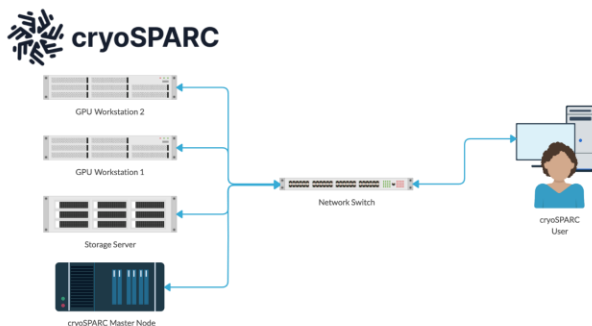 cryoSPARC
GPU Workstation 2
GPU Workstation 1
Network Switch
Storage Server
cryoSPARC
User
cryoSPARC Master Node